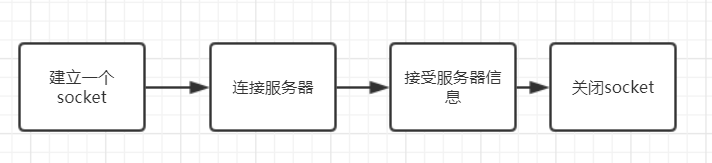 建立一个
socket
连接服务器
接受服务器信
息
关闭socket